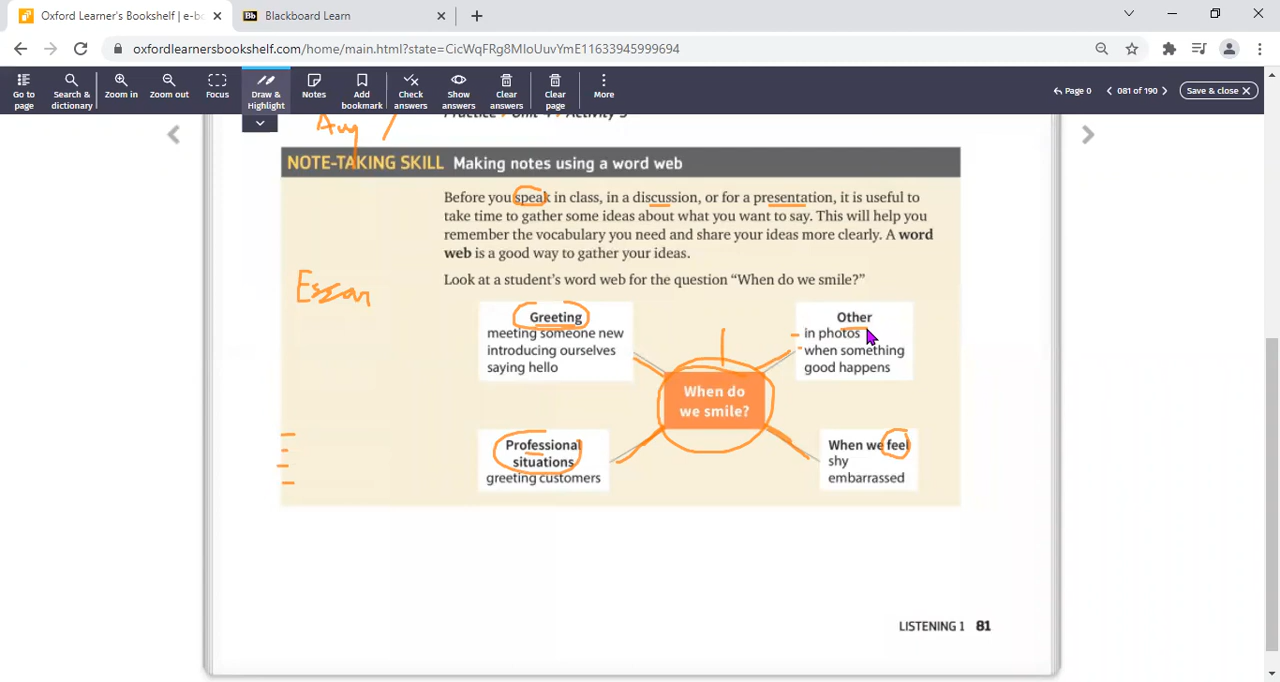 Oxford Learner's Bookshelf | e-b
Blackboard Learn
oxfordlearnersbookshelf.com/home/main.html?state=CicWqFRg8MIoUuvYmE11633945999694
Go to page
Search & dictionary
Zoom in
Zoom out
Focus
Draw & Highlight
Notes
Add bookmark
Check answers
Show answers
Clear answers
Clear page
More
Page 0
081 of 190
Save & close
Aug
NOTE-TAKING SKILL Making notes using a word web
Before you speak in class, in a discussion, or for a presentation, it is useful to
take time to gather some ideas about what you want to say. This will help you
remember the vocabulary you need and share your ideas more clearly. A word
web is a good way to gather your ideas.
Look at a student's word web for the question "When do we smile?"
Greeting
meeting someone new
introducing ourselves
saying hello
Other
in photos
when something
good happens
When do
we smile?
Professional
situations
greeting customers
When we feel
shy
embarrassed
LISTENING 1 81